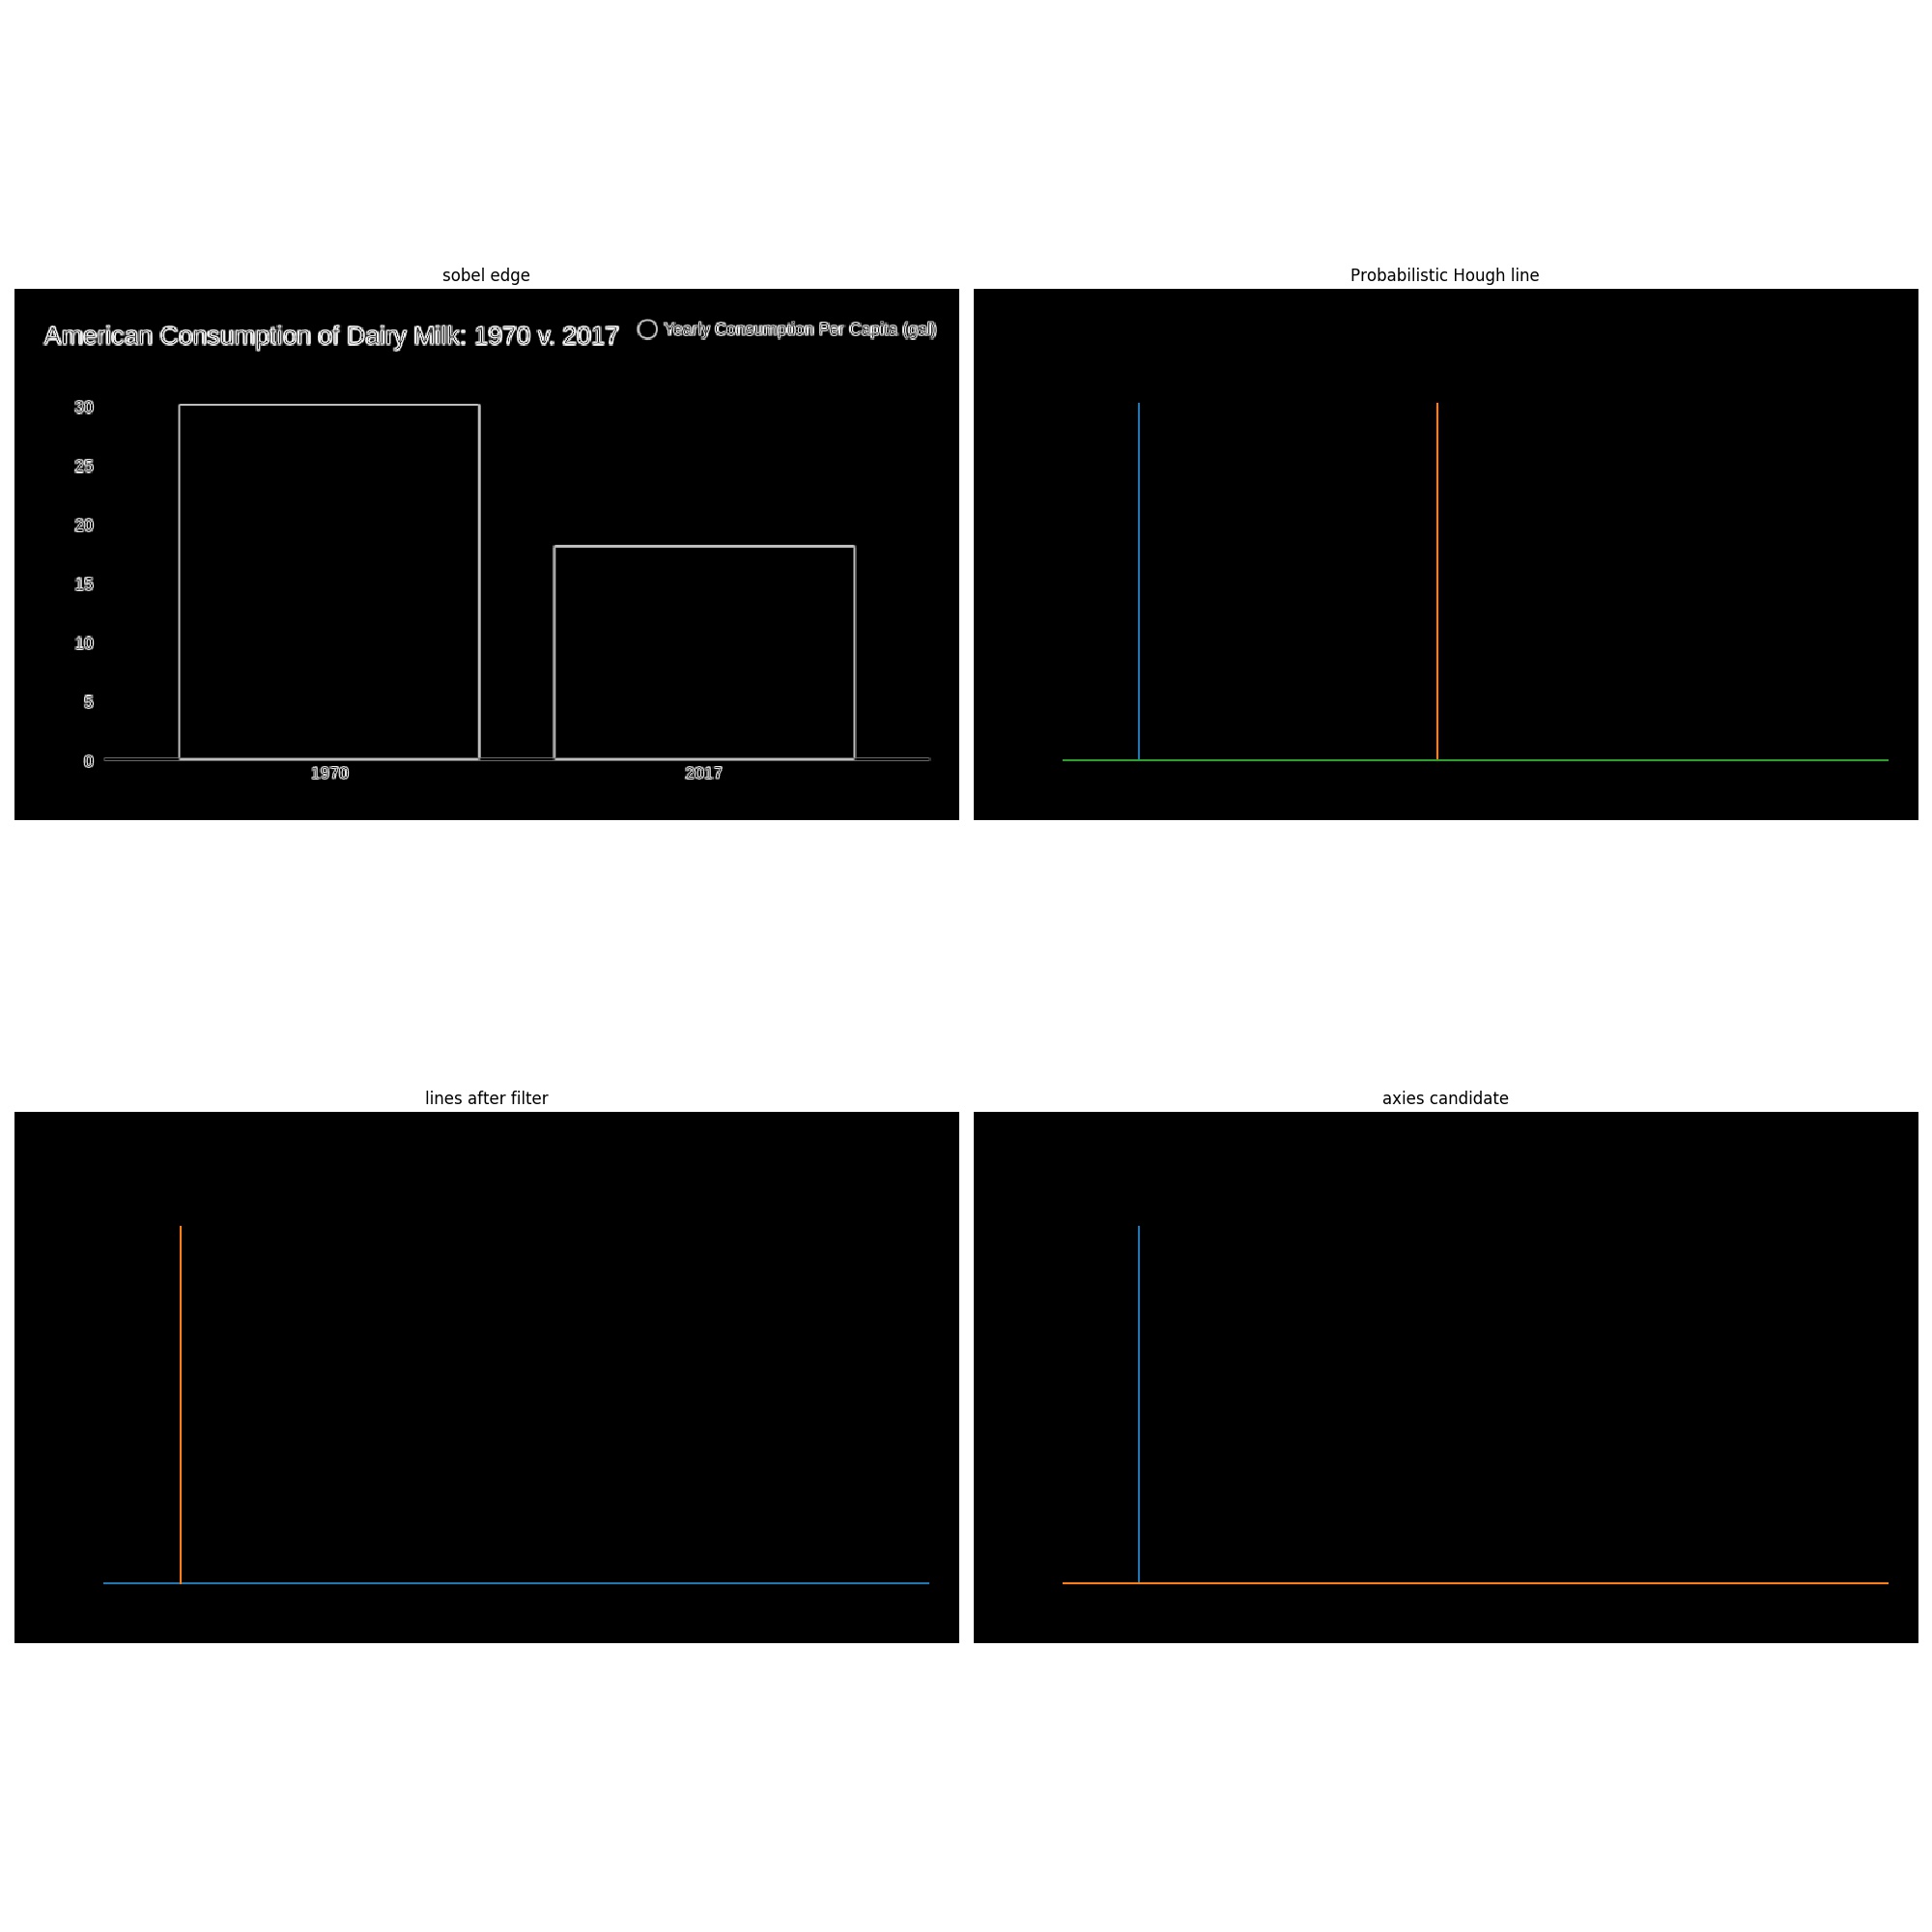 sobel edge
Probabilistic Hough line
American Consumption of Dairy Milk: 1970 v. 2017
Yearly Consumption Per Capita (gal)
30
25
20
15
10
5
0
1970
2017
lines after filter
axies candidate